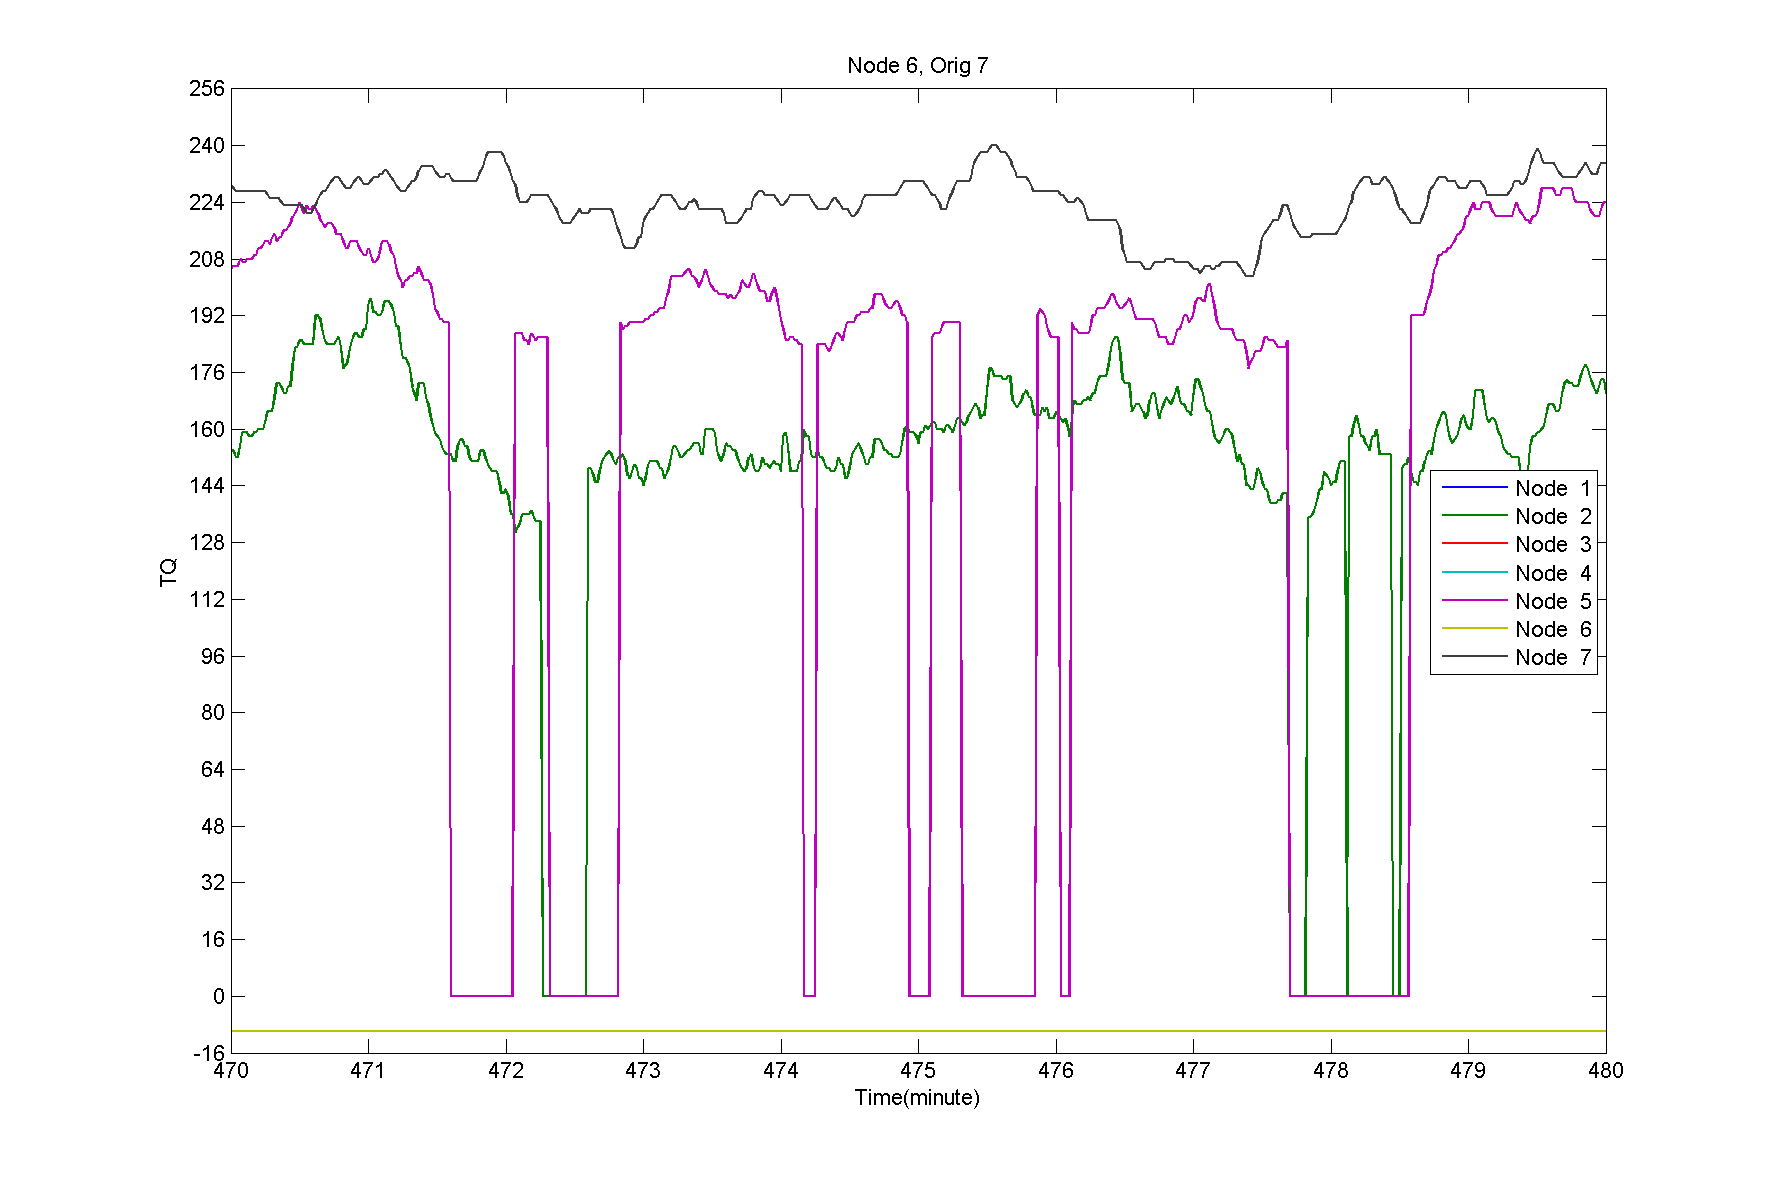 Node 6, Orig 7
256
240
224
208
192
176
160
144
128
112
96
80
64
48
32
16
0
-16
TQ
470 471 472 473 474 475 476 477 478 479 480
Time(minute)
Node 1
Node 2
Node 3
Node 4
Node 5
Node 6
Node 7